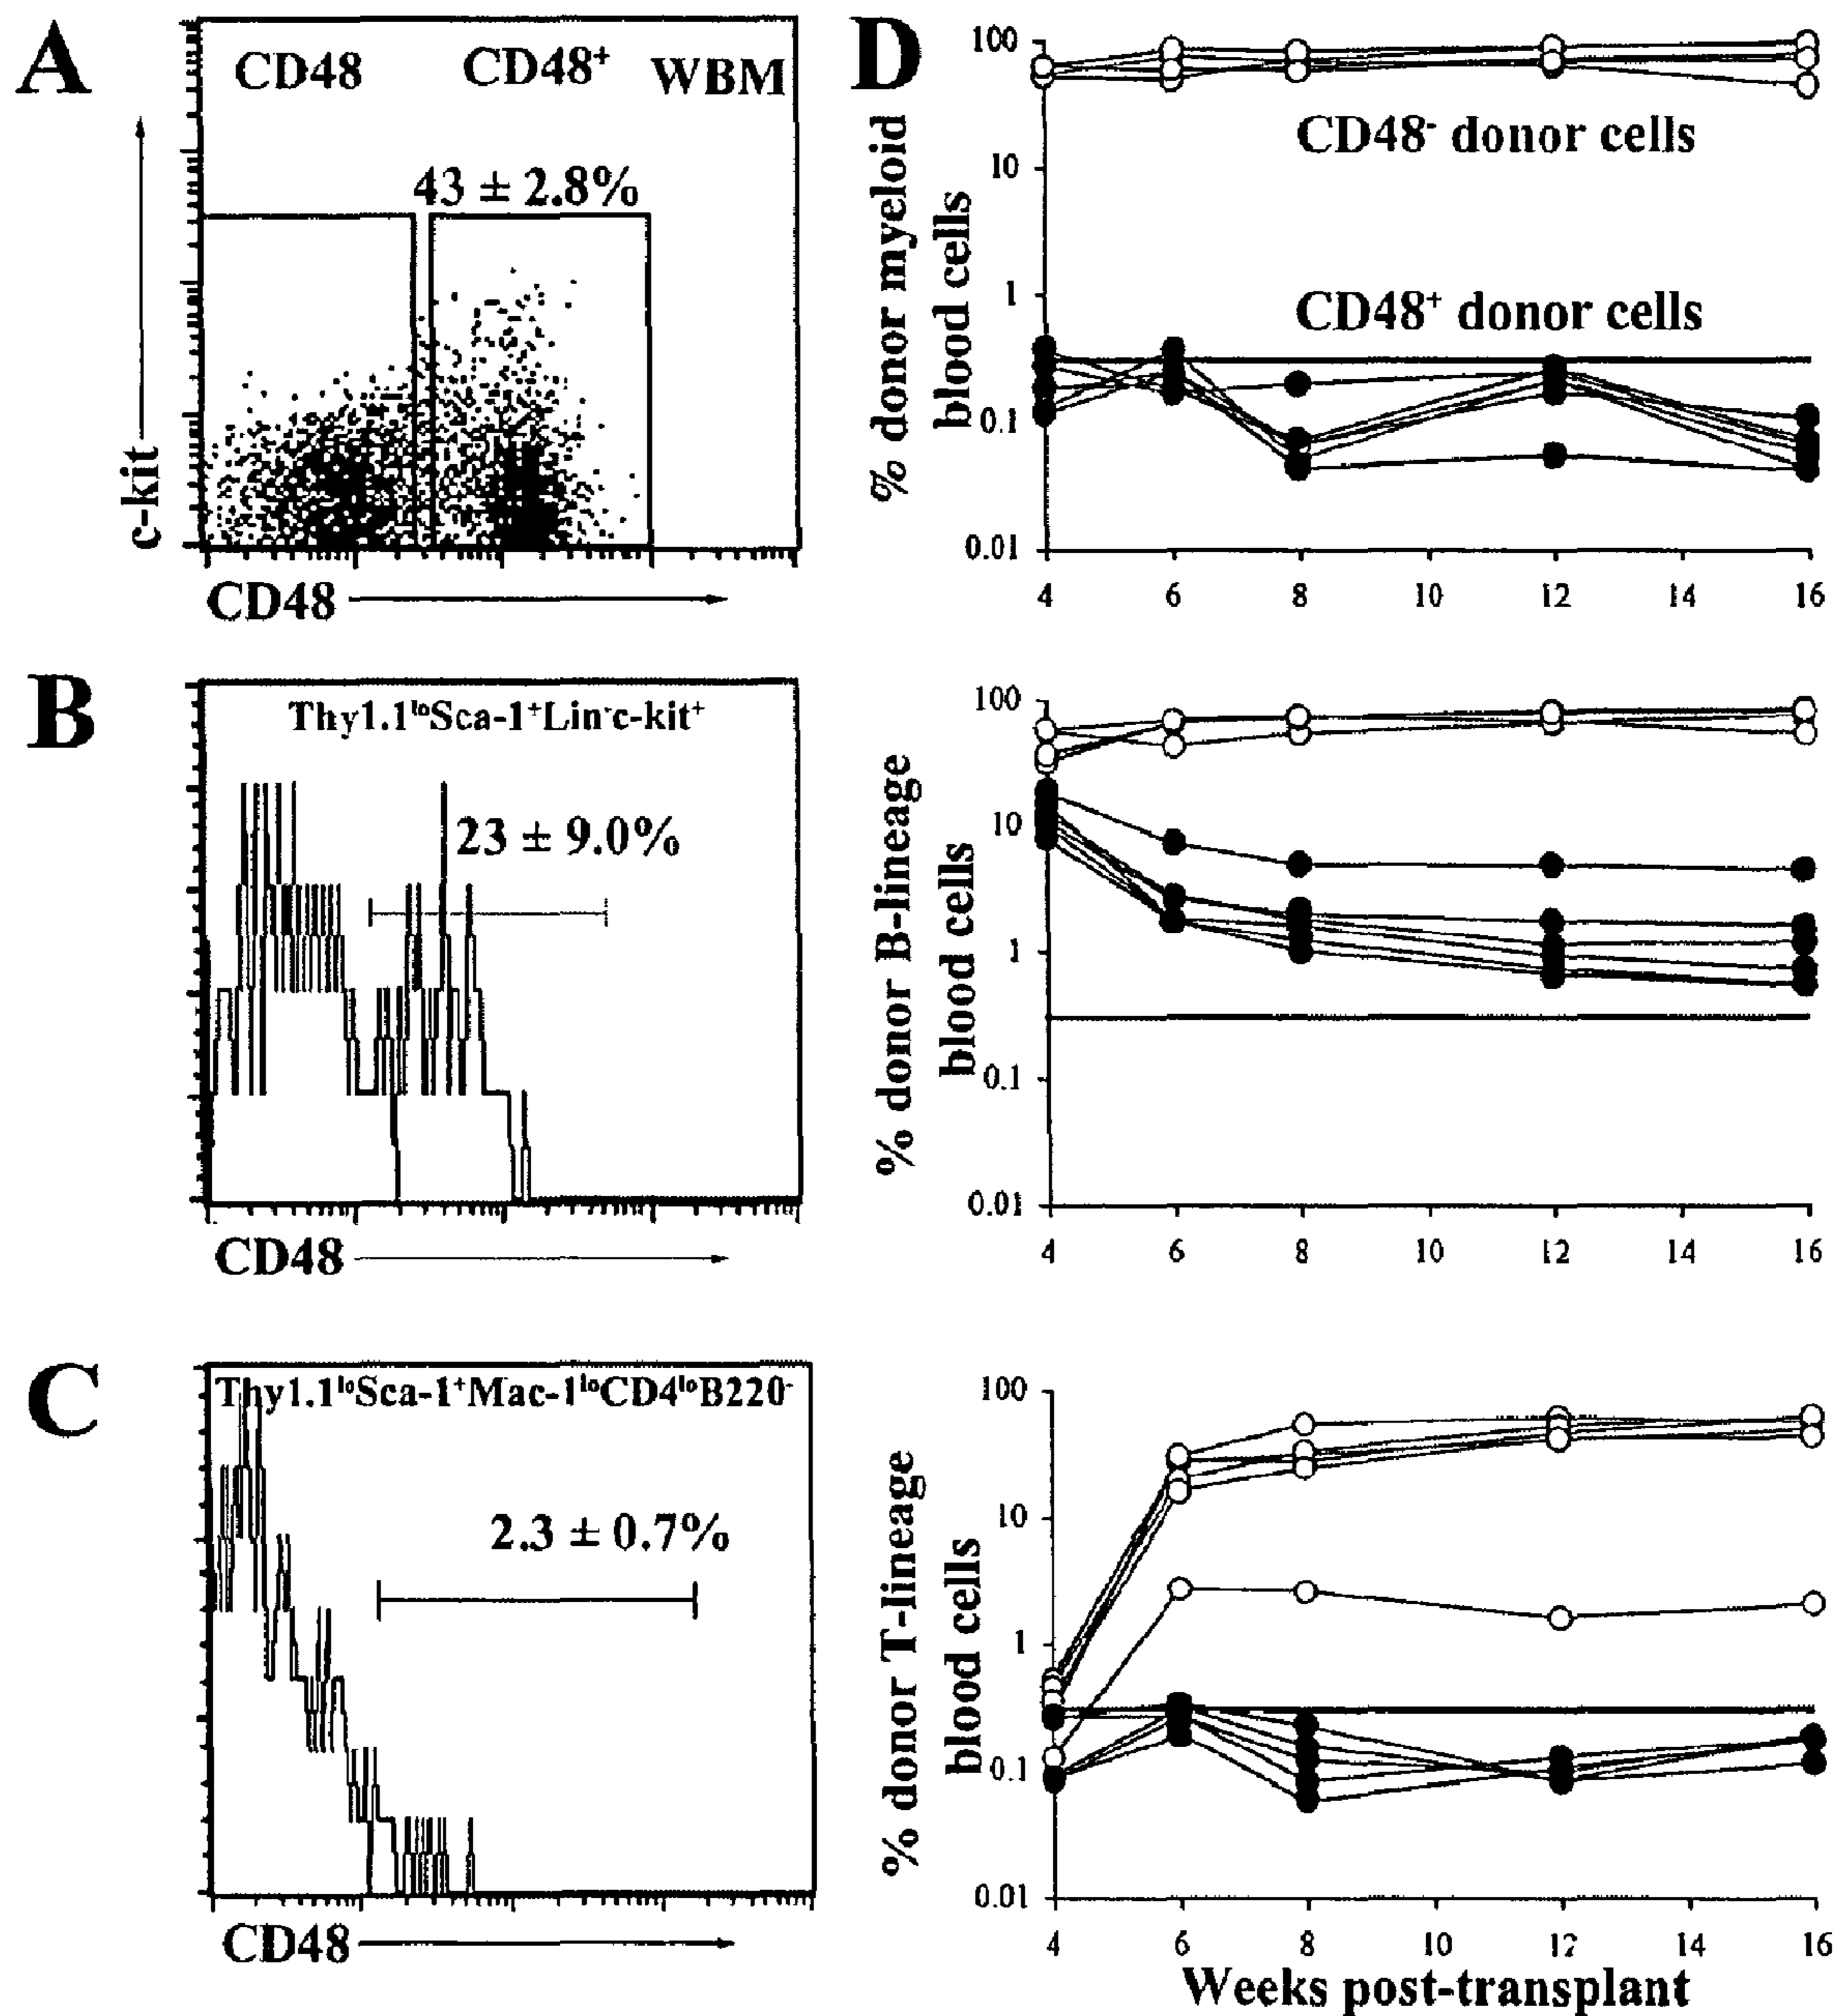 A
CD48 CD48⁺ WBM
43 ± 2.8%
c-kit
CD48
B
Thy1.1ˡᵒSca-1⁺Lin⁻c-kit⁺
23 ± 9.0%
CD48
C
Thy1.1ˡᵒSca-1⁺Mac-1ˡᵒCD4ˡᵒB220⁻
2.3 ± 0.7%
CD48
D
% donor myeloid
blood cells
100
10
1
0.1
0.01
CD48⁻ donor cells
CD48⁺ donor cells
4 6 8 10 12 14 16
% donor B-lineage
blood cells
100
10
1
0.1
0.01
4 6 8 10 12 14 16
% donor T-lineage
blood cells
100
10
1
0.1
0.01
4 6 8 10 12 14 16
Weeks post-transplant